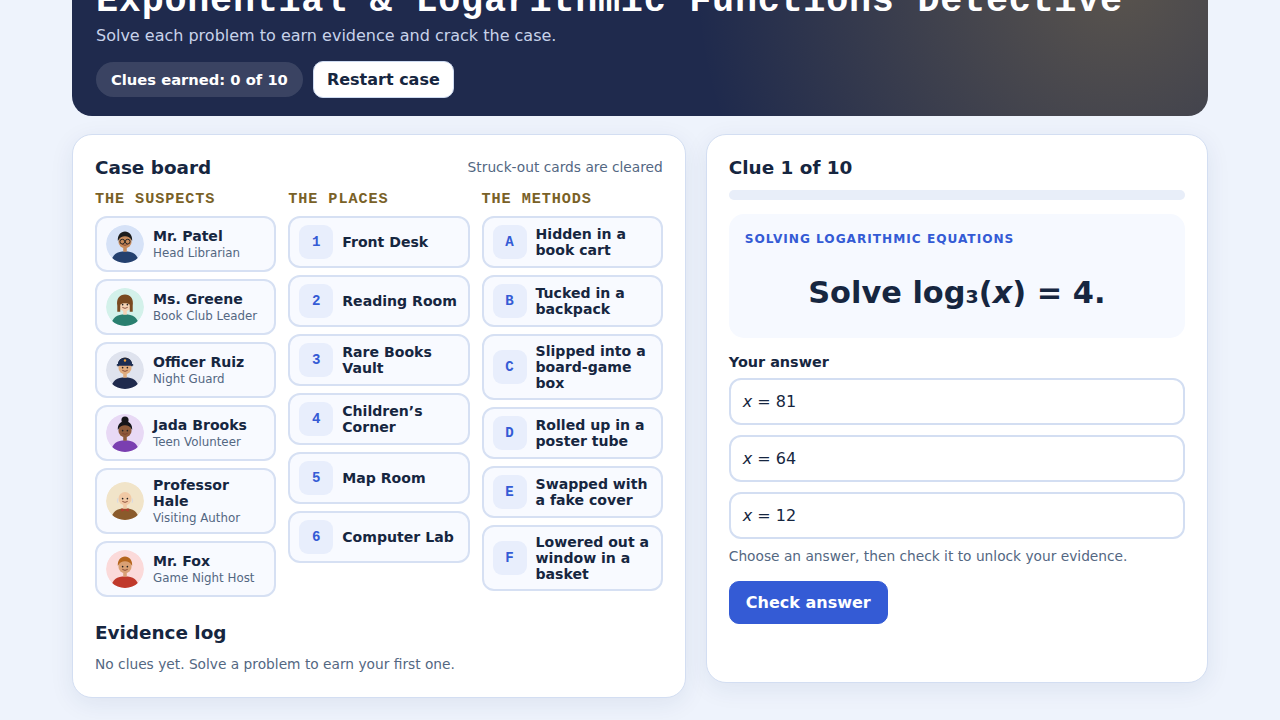 Exponential & Logarithmic Functions Detective
Solve each problem to earn evidence and crack the case.
Clues earned: 0 of 10
Restart case
Case board
Struck-out cards are cleared
THE SUSPECTS
Mr. Patel
Head Librarian
Ms. Greene
Book Club Leader
Officer Ruiz
Night Guard
Jada Brooks
Teen Volunteer
Professor
Hale
Visiting Author
Mr. Fox
Game Night Host
THE PLACES
1
Front Desk
2
Reading Room
3
Rare Books
Vault
4
Children’s
Corner
5
Map Room
6
Computer Lab
THE METHODS
A
Hidden in a
book cart
B
Tucked in a
backpack
C
Slipped into a
board-game
box
D
Rolled up in a
poster tube
E
Swapped with
a fake cover
F
Lowered out a
window in a
basket
Evidence log
No clues yet. Solve a problem to earn your first one.
Clue 1 of 10
SOLVING LOGARITHMIC EQUATIONS
Solve log₃(x) = 4.
Your answer
x = 81
x = 64
x = 12
Choose an answer, then check it to unlock your evidence.
Check answer